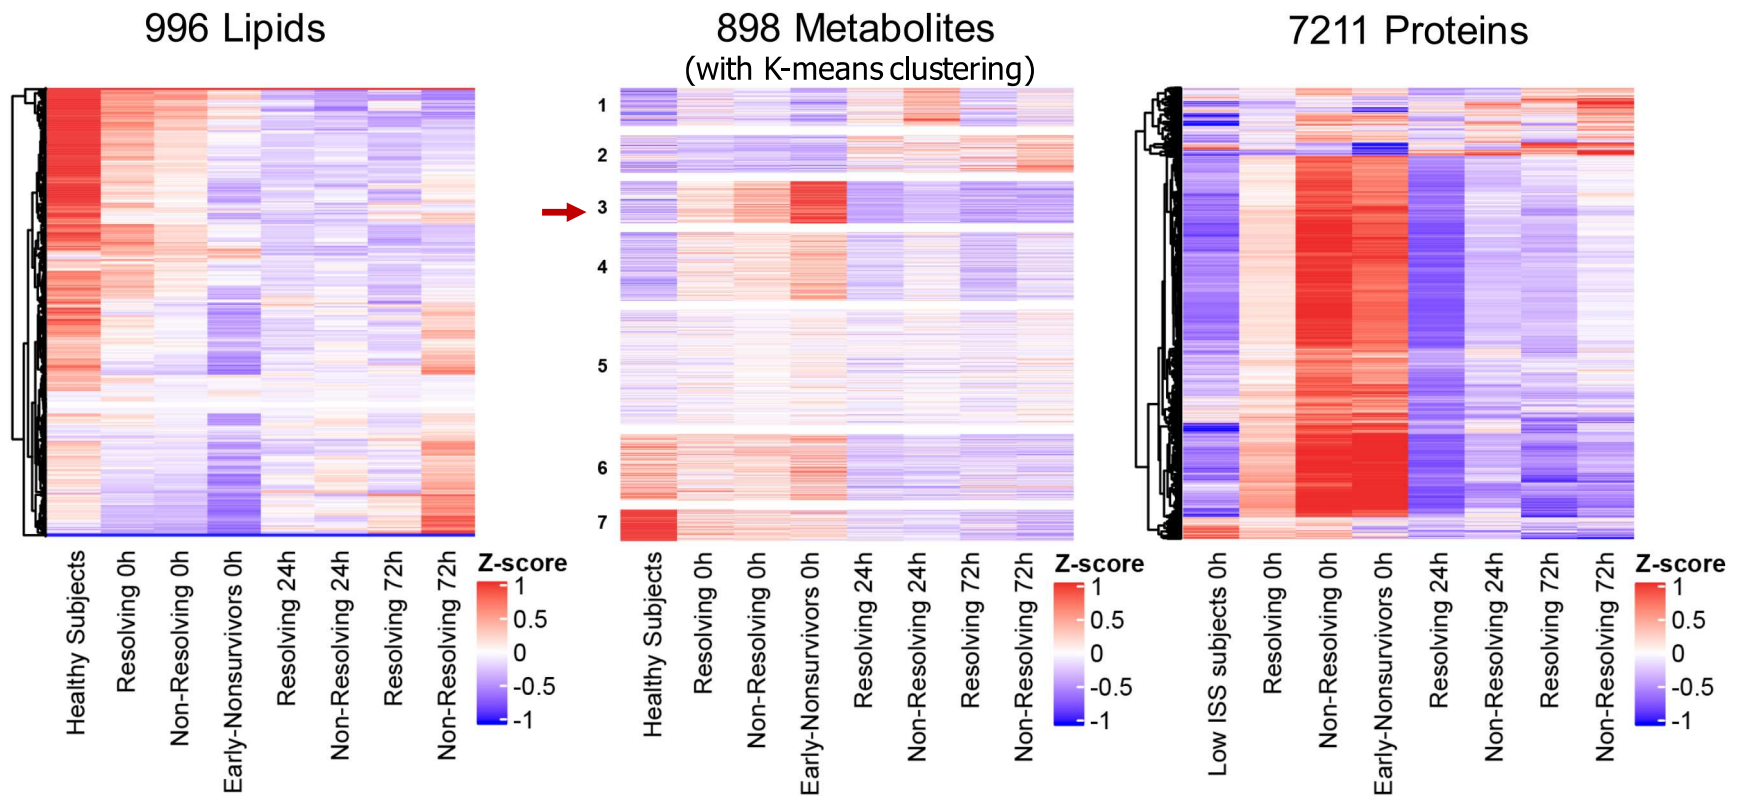 996 Lipids
898 Metabolites
(with K-means clustering)
7211 Proteins
1
2
3
4
5
6
7
Healthy Subjects
Resolving 0h
Non-Resolving 0h
Early-Nonsurvivors 0h
Resolving 24h
Non-Resolving 24h
Resolving 72h
Non-Resolving 72h
Z-score
1
0.5
0
-0.5
-1
Healthy Subjects
Resolving 0h
Non-Resolving 0h
Early-Nonsurvivors 0h
Resolving 24h
Non-Resolving 24h
Resolving 72h
Non-Resolving 72h
Z-score
1
0.5
0
-0.5
-1
Low ISS subjects 0h
Resolving 0h
Non-Resolving 0h
Early-Nonsurvivors 0h
Resolving 24h
Non-Resolving 24h
Resolving 72h
Non-Resolving 72h
Z-score
1
0.5
0
-0.5
-1